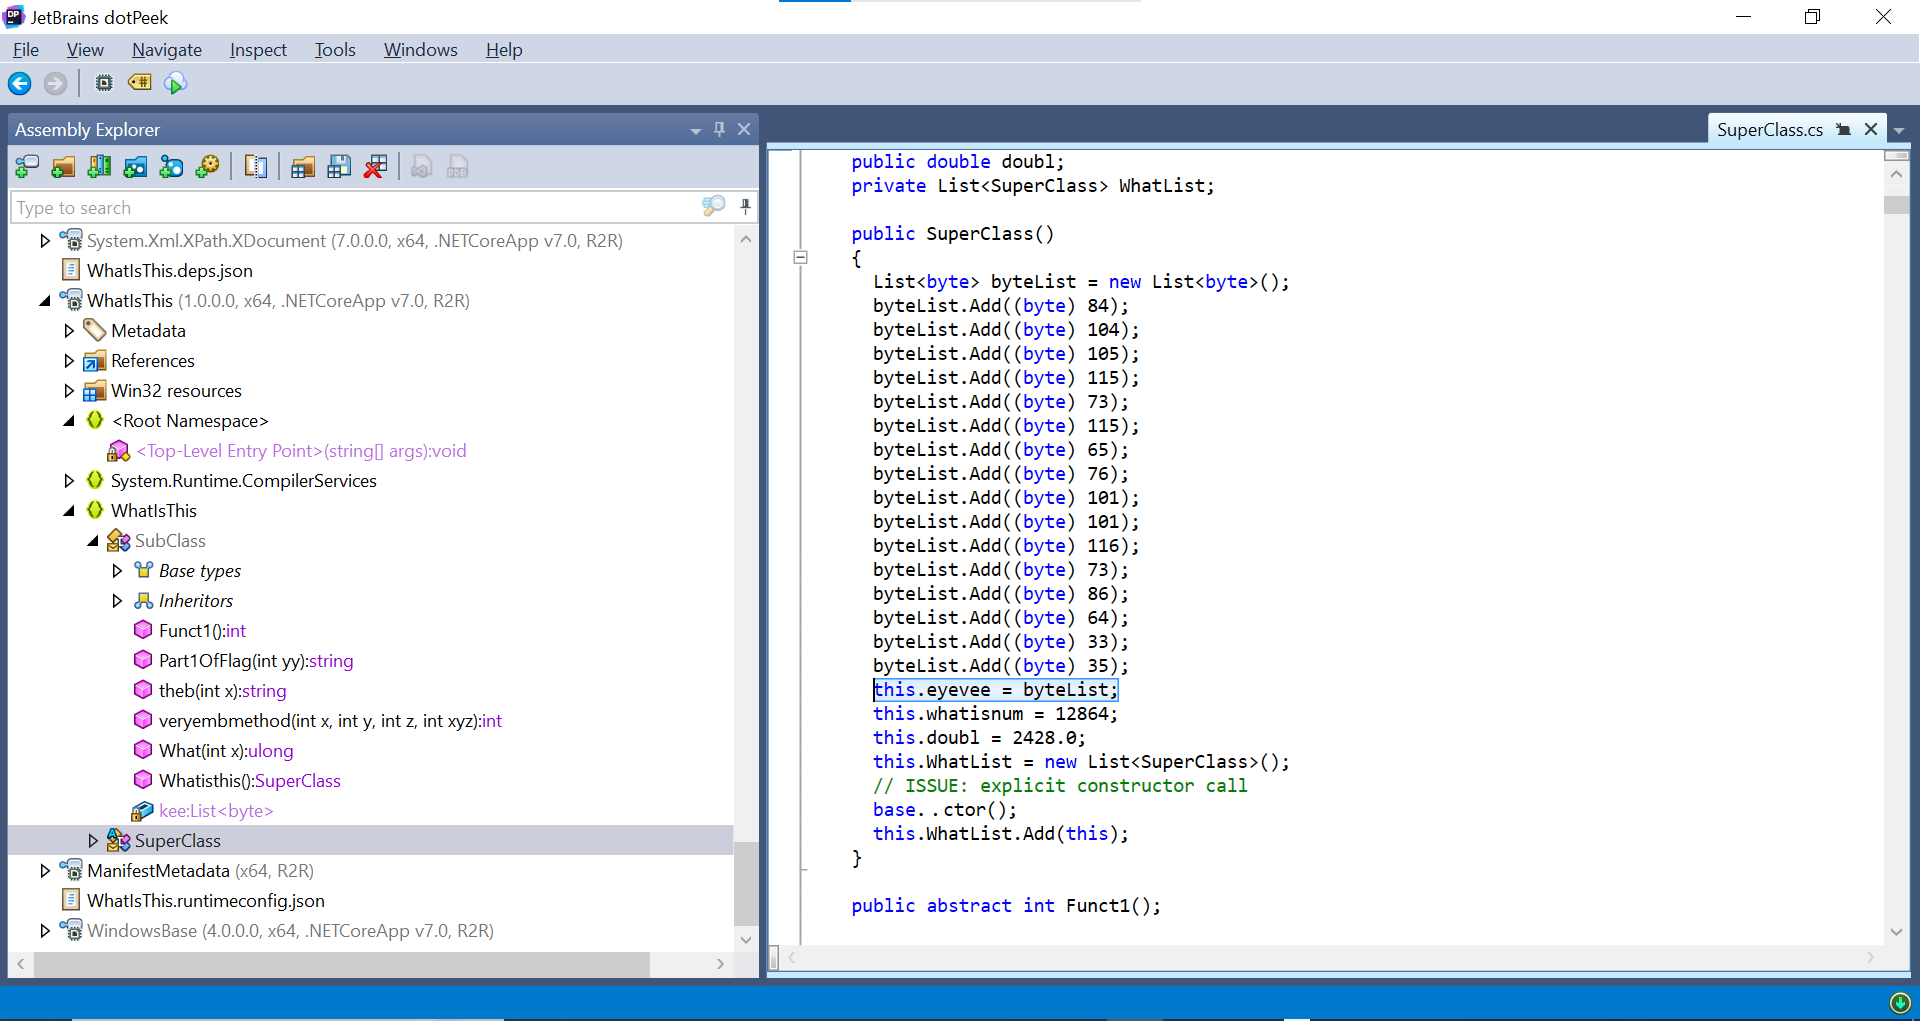 JetBrains dotPeek
File View Navigate Inspect Tools Windows Help
Assembly Explorer
Type to search
System.Xml.XPath.XDocument (7.0.0.0, x64, .NETCoreApp v7.0, R2R)
WhatIsThis.deps.json
WhatIsThis (1.0.0.0, x64, .NETCoreApp v7.0, R2R)
Metadata
References
Win32 resources
<Root Namespace>
<Top-Level Entry Point>(string[] args):void
System.Runtime.CompilerServices
WhatIsThis
SubClass
Base types
Inheritors
Funct1():int
Part1OfFlag(int yy):string
theb(int x):string
veryembmethod(int x, int y, int z, int xyz):int
What(int x):ulong
Whatisthis():SuperClass
kee:List<byte>
SuperClass
ManifestMetadata (x64, R2R)
WhatIsThis.runtimeconfig.json
WindowsBase (4.0.0.0, x64, .NETCoreApp v7.0, R2R)
SuperClass.cs
public double doubl;
private List<SuperClass> WhatList;
public SuperClass()
{
List<byte> byteList = new List<byte>();
byteList.Add((byte) 84);
byteList.Add((byte) 104);
byteList.Add((byte) 105);
byteList.Add((byte) 115);
byteList.Add((byte) 73);
byteList.Add((byte) 115);
byteList.Add((byte) 65);
byteList.Add((byte) 76);
byteList.Add((byte) 101);
byteList.Add((byte) 101);
byteList.Add((byte) 116);
byteList.Add((byte) 73);
byteList.Add((byte) 86);
byteList.Add((byte) 64);
byteList.Add((byte) 33);
byteList.Add((byte) 35);
this.eyevee = byteList;
this.whatisnum = 12864;
this.doubl = 2428.0;
this.WhatList = new List<SuperClass>();
// ISSUE: explicit constructor call
base..ctor();
this.WhatList.Add(this);
}
public abstract int Funct1();